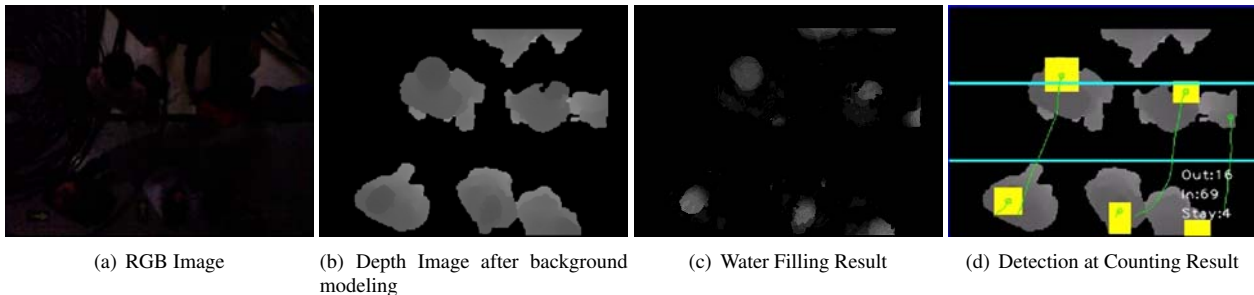 Out:16
In:69
Stay:4
(a) RGB Image
(b) Depth Image after background
modeling
(c) Water Filling Result
(d) Detection at Counting Result